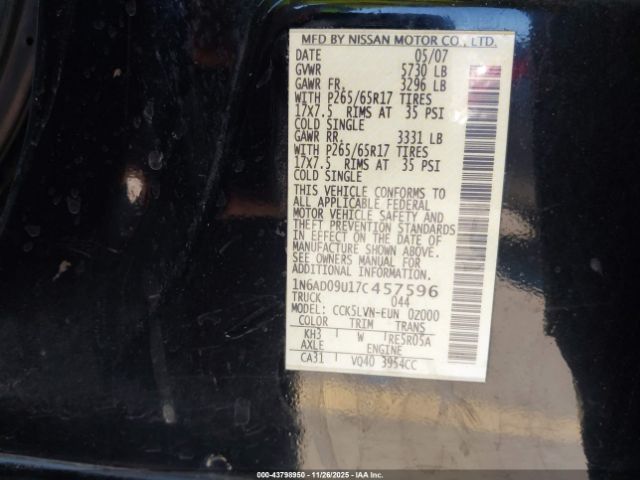 MFD BY NISSAN MOTOR CO., LTD.
DATE 05/07
GVWR 5730 LB
GAWR FR. 3296 LB
WITH P265/65R17 TIRES
17X7.5 RIMS AT 35 PSI
COLD SINGLE
GAWR RR. 3331 LB
WITH P265/65R17 TIRES
17X7.5 RIMS AT 35 PSI
COLD SINGLE
THIS VEHICLE CONFORMS TO
ALL APPLICABLE FEDERAL
MOTOR VEHICLE SAFETY AND
THEFT PREVENTION STANDARDS
IN EFFECT ON THE DATE OF
MANUFACTURE SHOWN ABOVE.
SEE OWNERS MANUAL FOR
ADDITIONAL INFORMATION
1N6AD09U17C457596
TRUCK 044
MODEL: CCK5LVN-EUN 0Z000
COLOR TRIM TRANS
KH3 W RE5R05A
AXLE ENGINE
CA31 VQ40 3954CC
000-43798950 11/26/2025 IAA Inc.